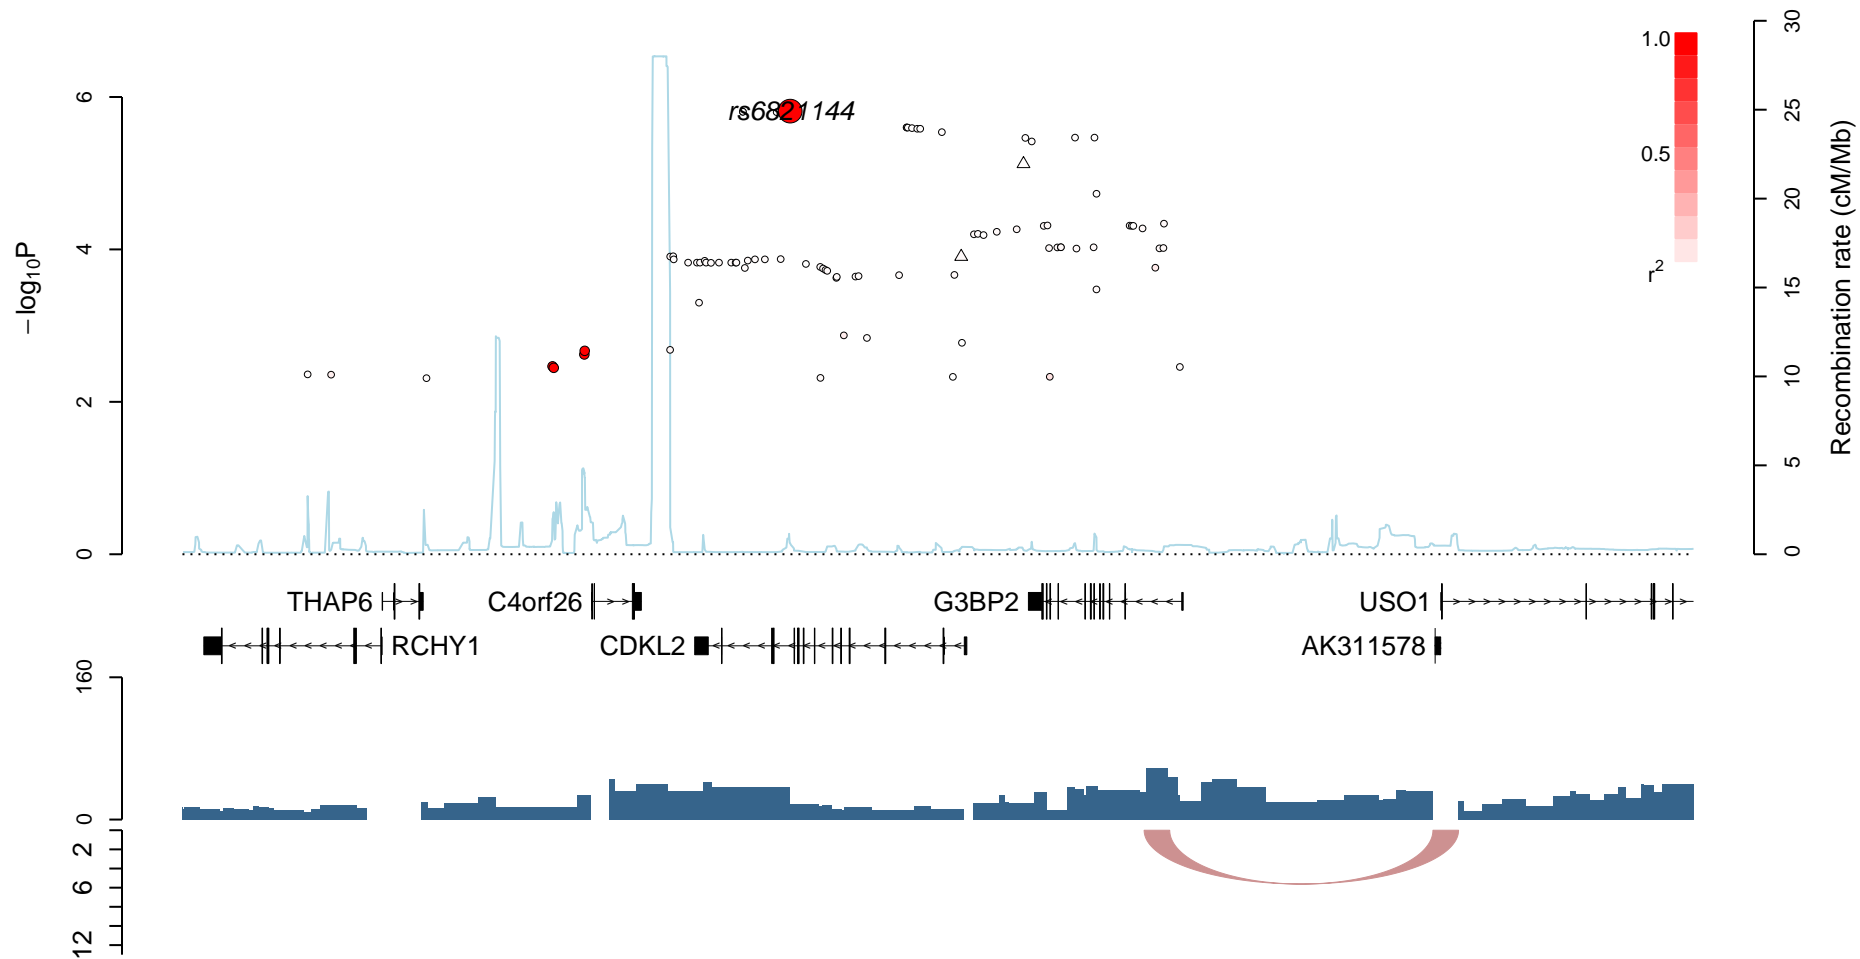 −log10P
6
4
2
0
rs6821144
1.0
0.5
r2
30
25
20
15
10
5
0
Recombination rate (cM/Mb)
THAP6
C4orf26
G3BP2
USO1
RCHY1
CDKL2
AK311578
160
0
2
6
12